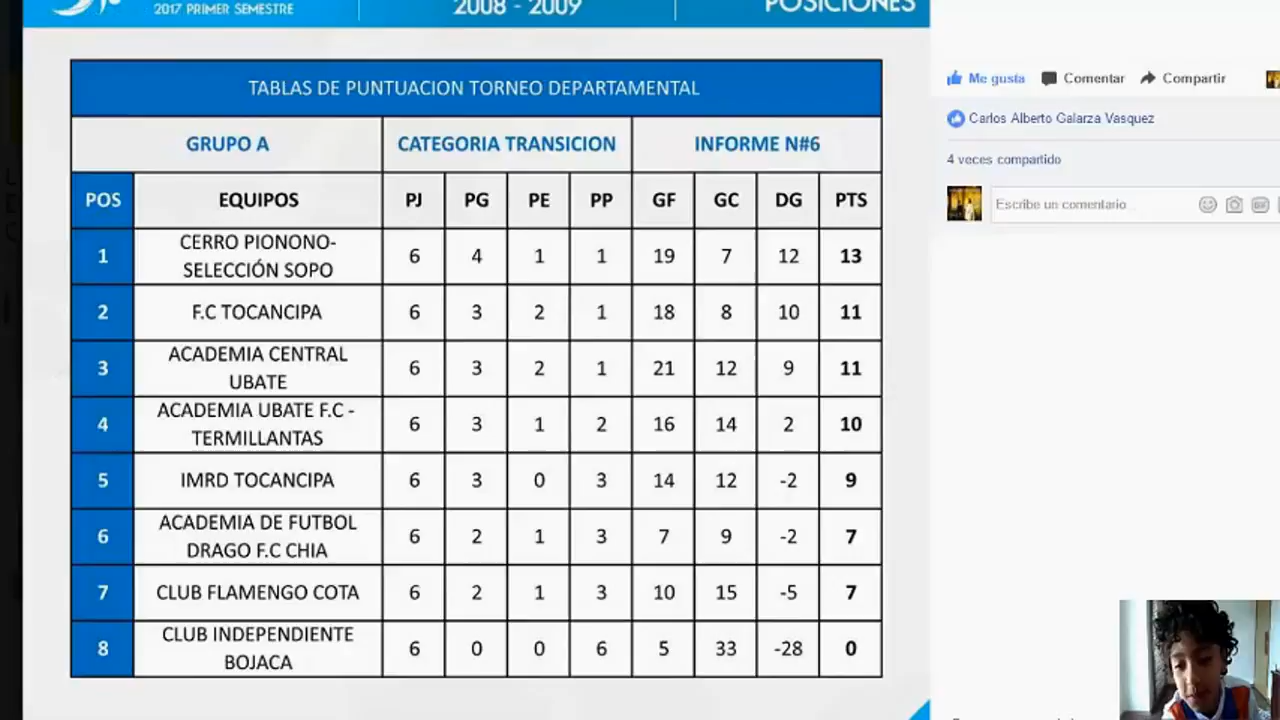 2017 PRIMER SEMESTRE
2008 - 2009
POSICIONES
TABLAS DE PUNTUACION TORNEO DEPARTAMENTAL
GRUPO A CATEGORIA TRANSICION INFORME N#6
POS EQUIPOS PJ PG PE PP GF GC DG PTS
1 CERRO PIONONO- 6 4 1 1 19 7 12 13
SELECCIÓN SOPO
2 F.C TOCANCIPA 6 3 2 1 18 8 10 11
3 ACADEMIA CENTRAL 6 3 2 1 21 12 9 11
UBATE
4 ACADEMIA UBATE F.C - 6 3 1 2 16 14 2 10
TERMILLANTAS
5 IMRD TOCANCIPA 6 3 0 3 14 12 -2 9
6 ACADEMIA DE FUTBOL 6 2 1 3 7 9 -2 7
DRAGO F.C CHIA
7 CLUB FLAMENGO COTA 6 2 1 3 10 15 -5 7
8 CLUB INDEPENDIENTE 6 0 0 6 5 33 -28 0
BOJACA
Me gusta Comentar Compartir
Carlos Alberto Galarza Vasquez
4 veces compartido
Escribe un comentario
GIF